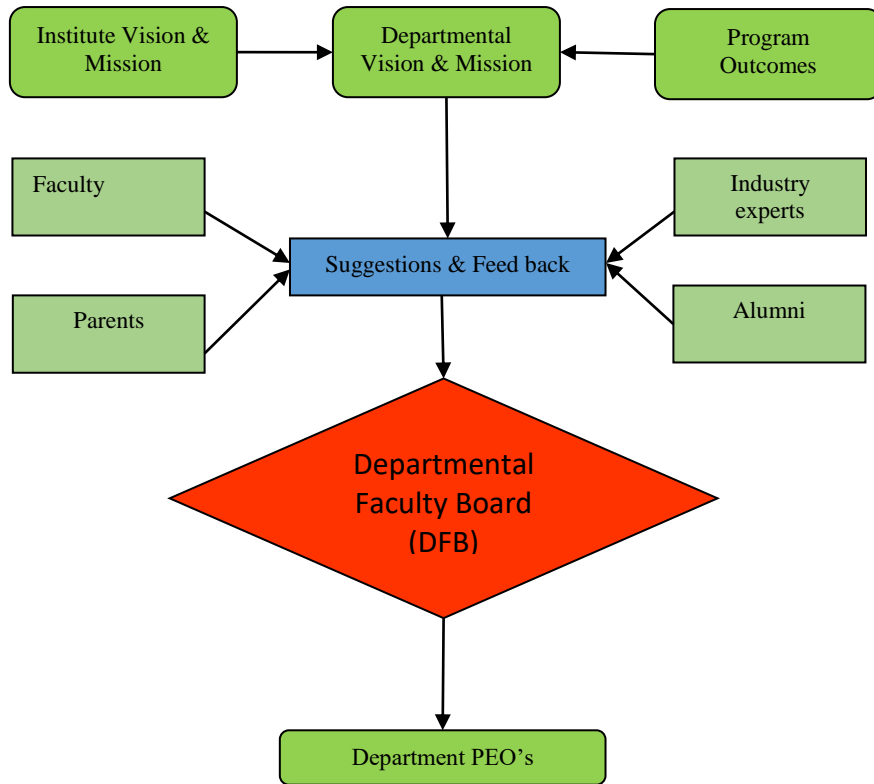 Institute Vision &
Mission
Departmental
Vision & Mission
Program
Outcomes
Faculty
Industry
experts
Suggestions & Feed back
Parents
Alumni
Departmental
Faculty Board
(DFB)
Department PEO’s